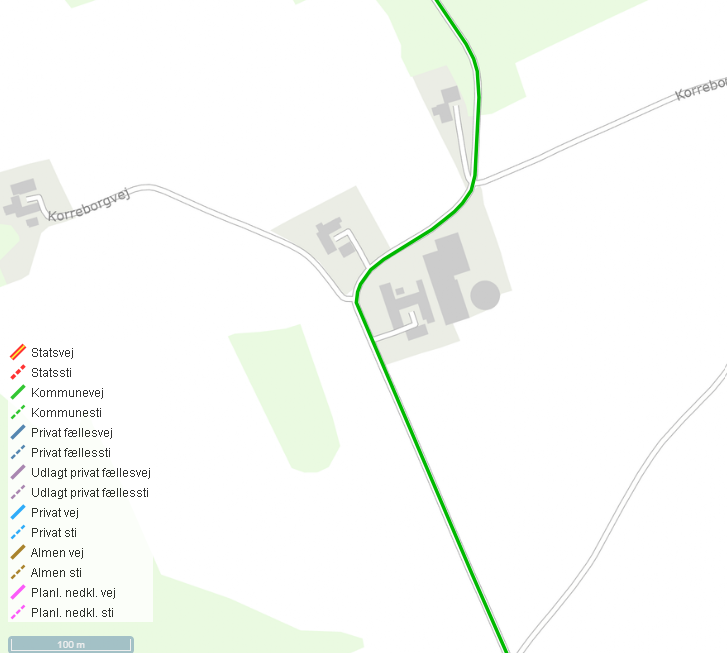 Korrebo
Korreborgvej
Statsvej
Statssti
Kommunevej
Kommunesti
Privat fællesvej
Privat fællessti
Udlagt privat fællesvej
Udlagt privat fællessti
Privat vej
Privat sti
Almen vej
Almen sti
Planl. nedkl. vej
Planl. nedkl. sti
100 m